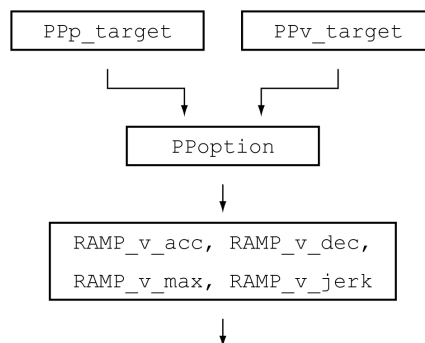 PPp_target
PPv_target
PPoption
RAMP_v_acc, RAMP_v_dec,
RAMP_v_max, RAMP_v_jerk